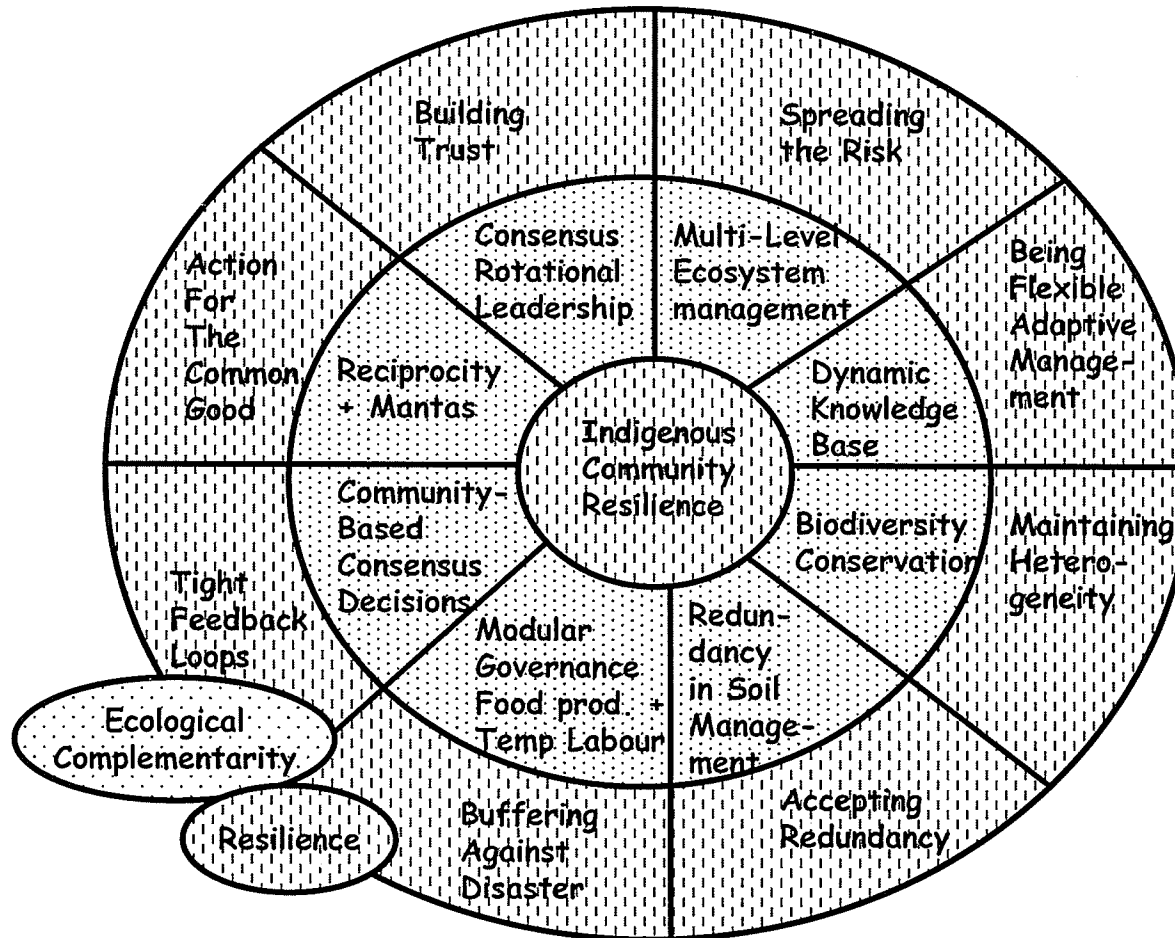 Building
Trust
Spreading
the Risk
Action
For
The
Common
Good
Consensus
Rotational
Leadership
Multi-Level
Ecosystem
management
Being
Flexible
Adaptive
Manage-
ment
Reciprocity
+ Mantas
Dynamic
Knowledge
Base
Indigenous
Community
Resilience
Community-
Based
Consensus
Decisions
Biodiversity
Conservation
Maintaining
Hetero-
geneity
Tight
Feedback
Loops
Modular
Governance
Food prod. +
Temp Labour
Redun-
dancy
in Soil
Manage-
ment
Ecological
Complementarity
Resilience
Buffering
Against
Disaster
Accepting
Redundancy